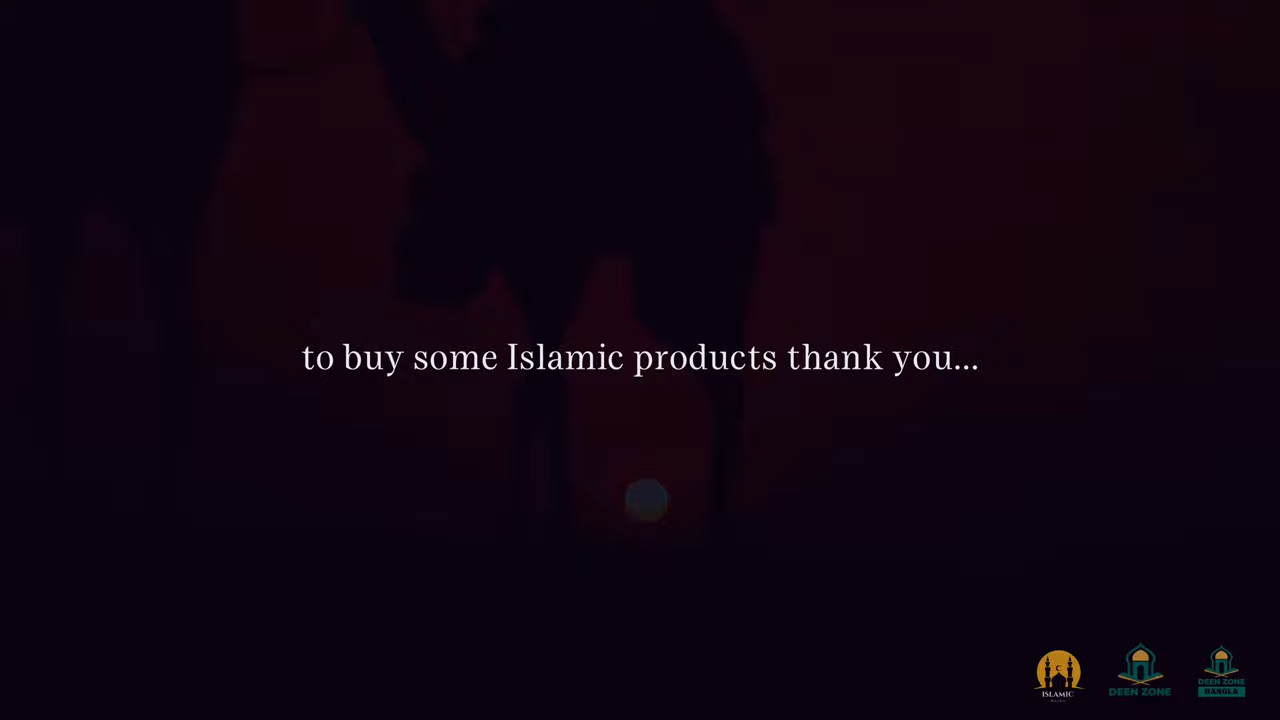 to buy some Islamic products thank you...
ISLAMIC
DEEN ZONE
DEEN ZONE
BANGLA